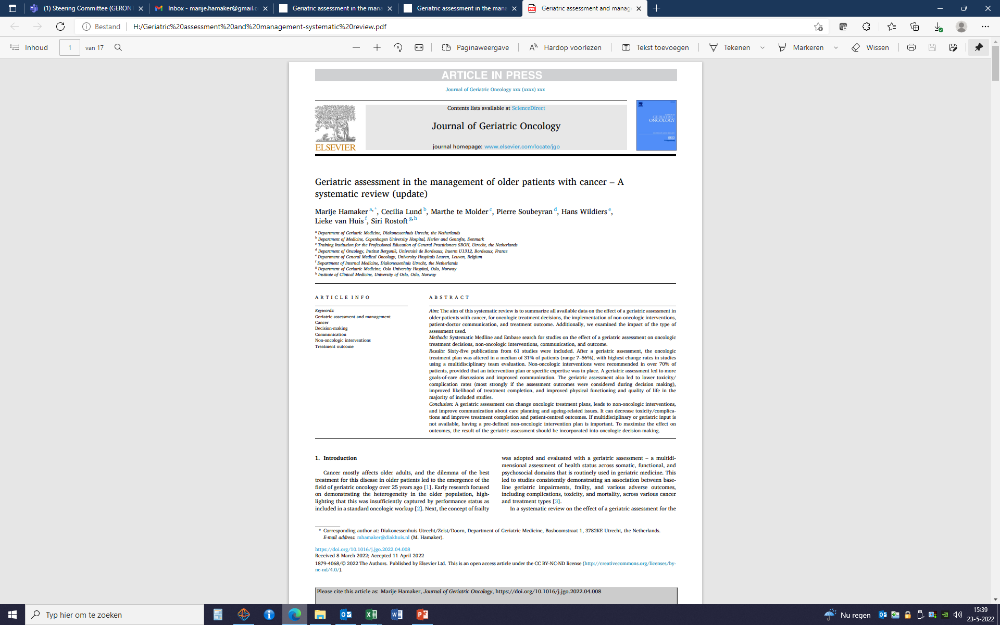 (1) Steering Committee (GERONT
Inbox - marije.hamaker@gmail.c
Geriatric assessment in the mana
Geriatric assessment in the mana
Geriatric assessment and manag
Bestand
H:/Geriatric%20assessment%20and%20management-systematic%20review.pdf
Inhoud
1
van 17
Paginaweergave
Hardop voorlezen
Tekst toevoegen
Tekenen
Markeren
Wissen
ARTICLE IN PRESS
Journal of Geriatric Oncology xxx (xxxx) xxx
Contents lists available at ScienceDirect
Journal of Geriatric Oncology
journal homepage: www.elsevier.com/locate/jgo
ELSEVIER
GERIATRIC
ONCOLOGY
Geriatric assessment in the management of older patients with cancer – A
systematic review (update)
Marije Hamaker a,*, Cecilia Lund b, Marthe te Molder c, Pierre Soubeyran d, Hans Wildiers e,
Lieke van Huis f, Siri Rostoft g,h
a Department of Geriatric Medicine, Diakonessenhuis Utrecht, the Netherlands
b Department of Medicine, Copenhagen University Hospital, Herlev and Gentofte, Denmark
c Training Institution for the Professional Education of General Practitioners SBOH, Utrecht, the Netherlands
d Department of Oncology, Institut Bergonié, Université de Bordeaux, Inserm U1312, Bordeaux, France
e Department of General Medical Oncology, University Hospitals Leuven, Leuven, Belgium
f Department of Internal Medicine, Diakonessenhuis Utrecht, the Netherlands
g Department of Geriatric Medicine, Oslo University Hospital, Oslo, Norway
h Institute of Clinical Medicine, University of Oslo, Oslo, Norway
ARTICLE INFO
Keywords:
Geriatric assessment and management
Cancer
Decision-making
Communication
Non-oncologic interventions
Treatment outcome
ABSTRACT
Aim: The aim of this systematic review is to summarize all available data on the effect of a geriatric assessment in
older patients with cancer, for oncologic treatment decisions, the implementation of non-oncologic interventions,
patient-doctor communication, and treatment outcome. Additionally, we examined the impact of the type of
assessment used.
Methods: Systematic Medline and Embase search for studies on the effect of a geriatric assessment on oncologic
treatment decisions, non-oncologic interventions, communication, and outcome.
Results: Sixty-five publications from 61 studies were included. After a geriatric assessment, the oncologic
treatment plan was altered in a median of 31% of patients (range 7–56%), with highest change rates in studies
using a multidisciplinary team evaluation. Non-oncologic interventions were recommended in over 70% of
patients, provided that an intervention plan or specific expertise was in place. A geriatric assessment led to more
goals-of-care discussions and improved communication. The geriatric assessment also led to lower toxicity/
complication rates (most strongly if the assessment outcomes were considered during decision making),
improved likelihood of treatment completion, and improved physical functioning and quality of life in the
majority of included studies.
Conclusion: A geriatric assessment can change oncologic treatment plans, leads to non-oncologic interventions,
and improve communication about care planning and ageing-related issues. It can decrease toxicity/complica-
tions and improve treatment completion and patient-centred outcomes. If multidisciplinary or geriatric input is
not available, having a pre-defined non-oncologic intervention plan is important. To maximize the effect on
outcomes, the result of the geriatric assessment should be incorporated into oncologic decision-making.
1. Introduction
Cancer mostly affects older adults, and the dilemma of the best
treatment for this disease in older patients led to the emergence of the
field of geriatric oncology over 25 years ago [1]. Early research focused
on demonstrating the heterogeneity in the older population, high-
lighting that this was insufficiently captured by performance status as
included in a standard oncologic workup [2]. Next, the concept of frailty
was adopted and evaluated with a geriatric assessment – a multidi-
mensional assessment of health status across somatic, functional, and
psychosocial domains that is routinely used in geriatric medicine. This
led to studies consistently demonstrating an association between base-
line geriatric impairments, frailty, and various adverse outcomes,
including complications, toxicity, and mortality, across various cancer
and treatment types [3].
In a systematic review on the effect of a geriatric assessment for the
* Corresponding author at: Diakonessenhuis Utrecht/Zeist/Doorn, Department of Geriatric Medicine, Bosboomstraat 1, 3782KE Utrecht, the Netherlands.
E-mail address: mhamaker@diakhuis.nl (M. Hamaker).
https://doi.org/10.1016/j.jgo.2022.04.008
Received 8 March 2022; Accepted 11 April 2022
1879-4068/© 2022 The Authors. Published by Elsevier Ltd. This is an open access article under the CC BY-NC-ND license (http://creativecommons.org/licenses/by-
nc-nd/4.0/).
Please cite this article as: Marije Hamaker, Journal of Geriatric Oncology, https://doi.org/10.1016/j.jgo.2022.04.008
Typ hier om te zoeken
Nu regen
15:39
23-5-2022